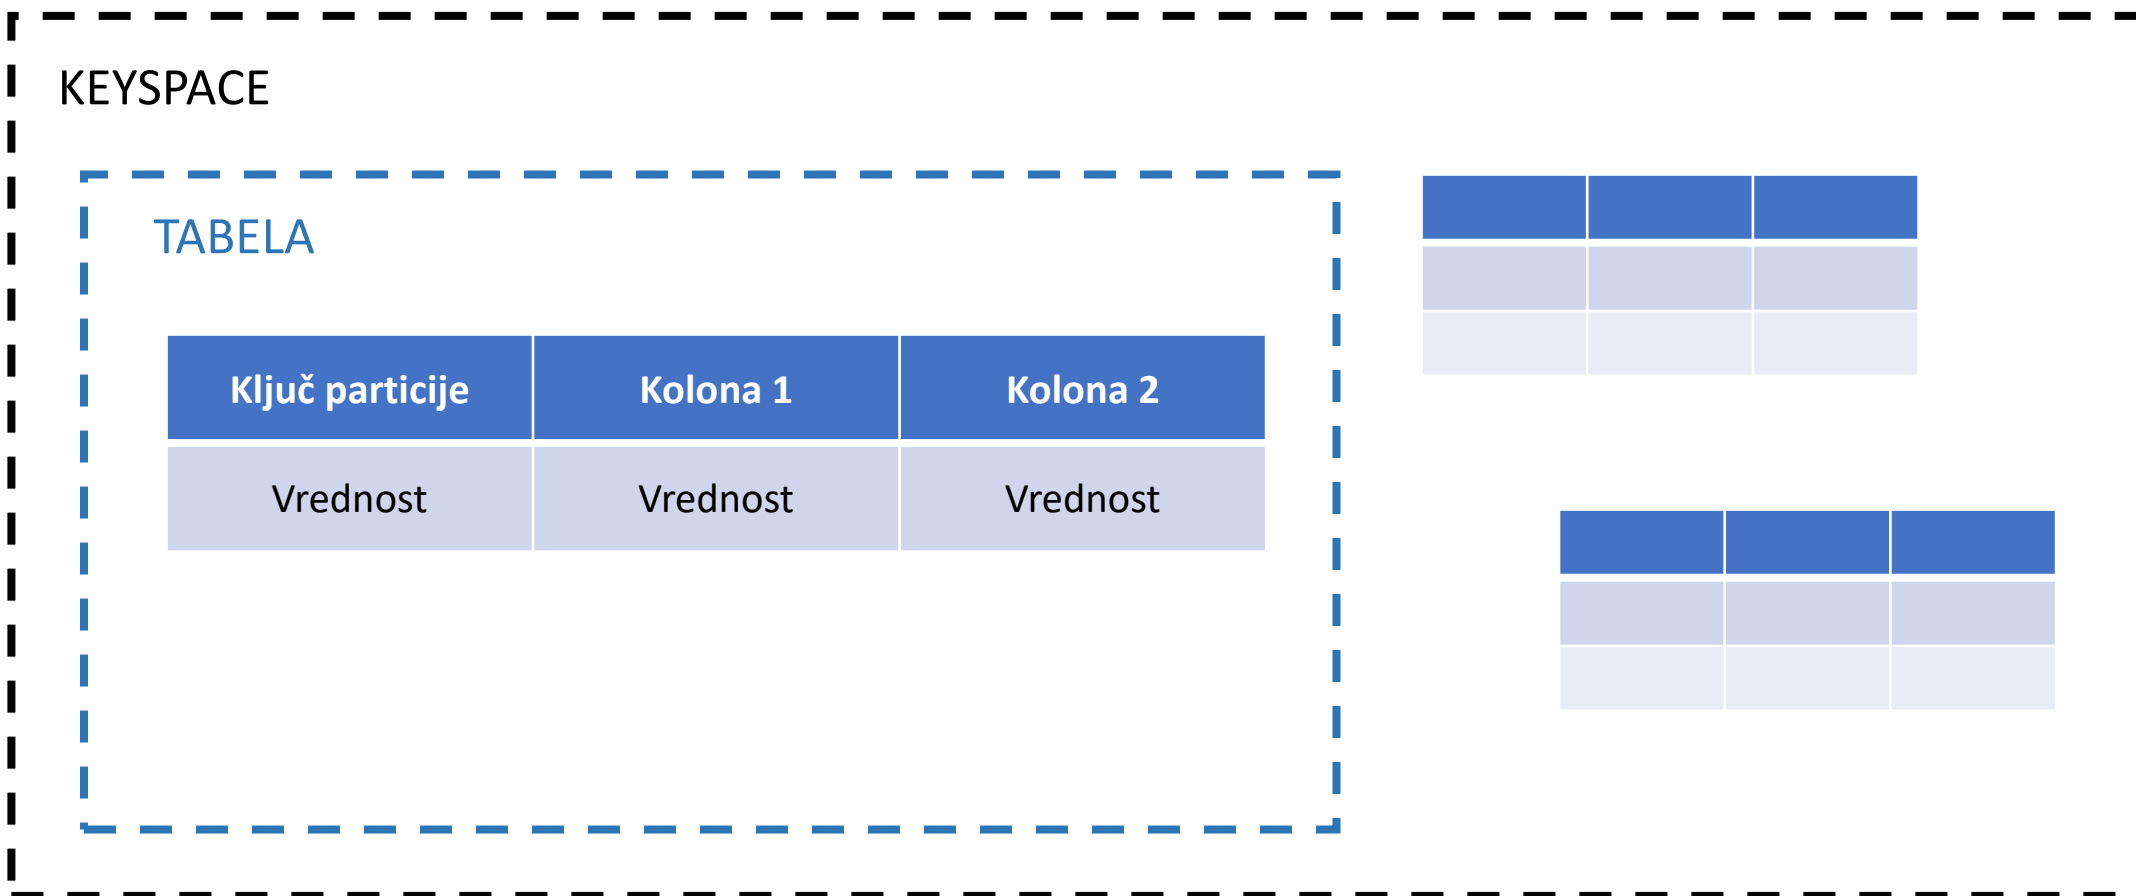 KEYSPACE
TABELA
Ključ particije Kolona 1 Kolona 2
Vrednost Vrednost Vrednost